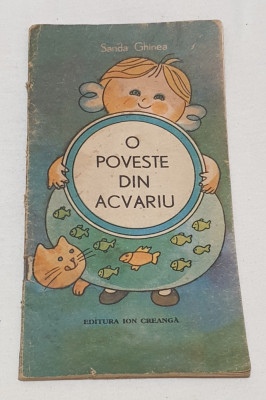 Sanda Ghinea
O
POVESTE
DIN
ACVARIU
EDITURA ION CREANGĂ